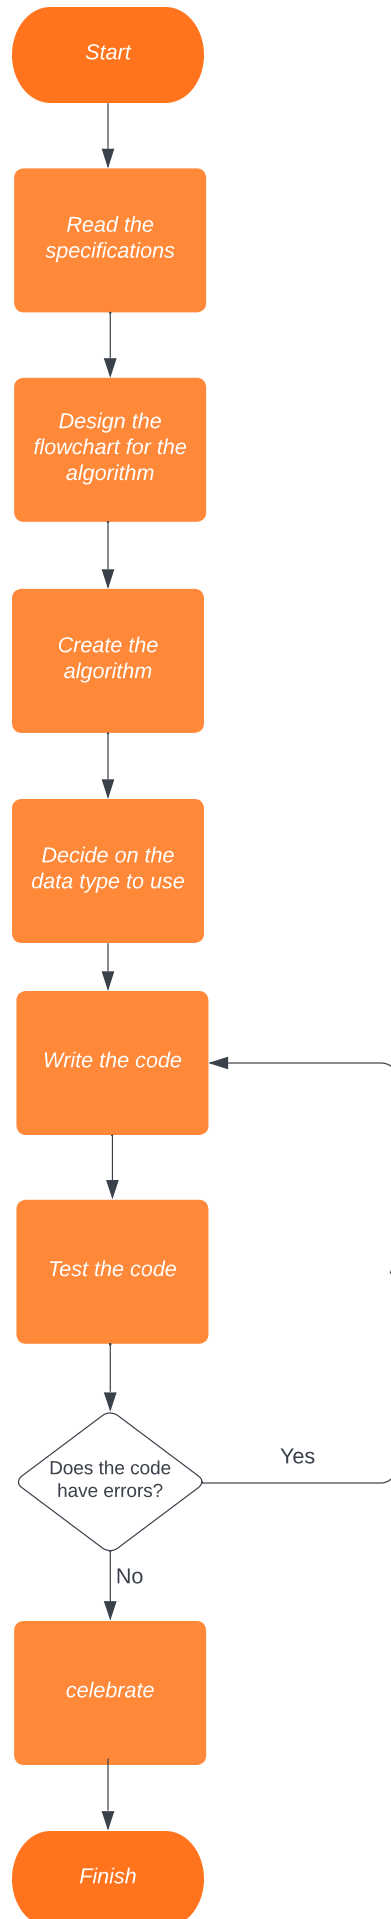 Start
Read the
specifications
Design the
flowchart for the
algorithm
Create the
algorithm
Decide on the
data type to use
Write the code
Test the code
Does the code
have errors?
Yes
No
celebrate
Finish